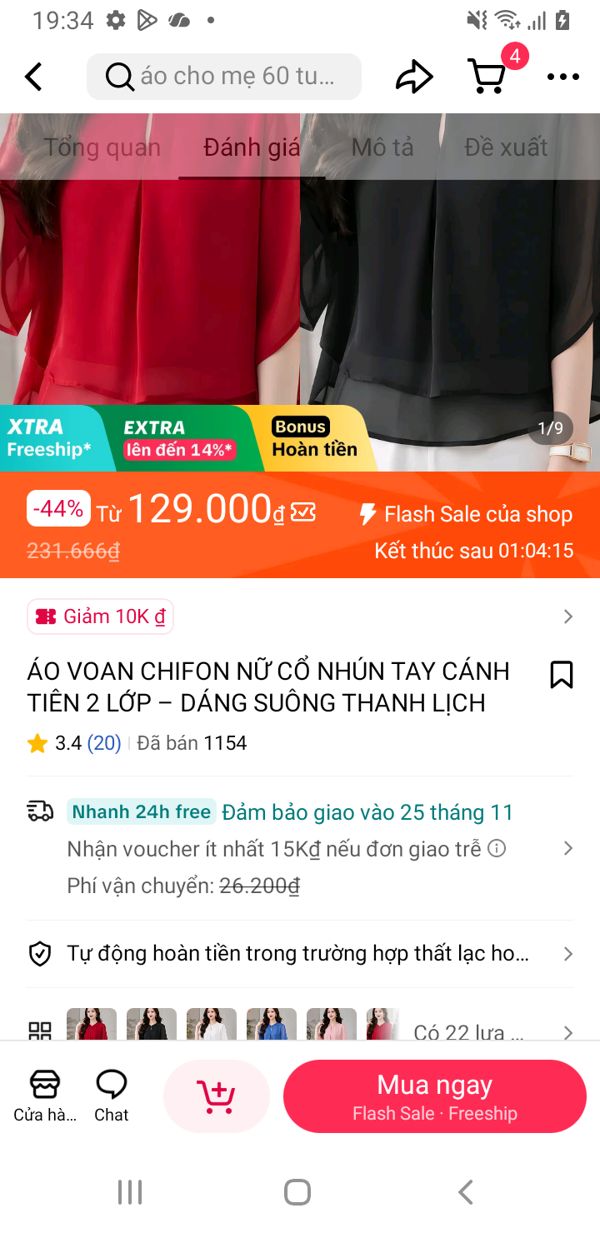 19:34
áo cho mẹ 60 tu...
4
Tổng quan Đánh giá Mô tả Đề xuất
XTRA
Freeship*
EXTRA
lên đến 14%*
Bonus
Hoàn tiền
1/9
-44% Từ 129.000₫
Flash Sale của shop
231.666₫
Kết thúc sau 01:04:15
Giảm 10K ₫
ÁO VOAN CHIFON NỮ CỔ NHÚN TAY CÁNH
TIÊN 2 LỚP – DÁNG SUÔNG THANH LỊCH
3.4 (20) Đã bán 1154
Nhanh 24h free Đảm bảo giao vào 25 tháng 11
Nhận voucher ít nhất 15K₫ nếu đơn giao trễ
Phí vận chuyển: 26.200₫
Tự động hoàn tiền trong trường hợp thất lạc ho...
Có 22 lựa ...
Cửa hà...
Chat
Mua ngay
Flash Sale · Freeship